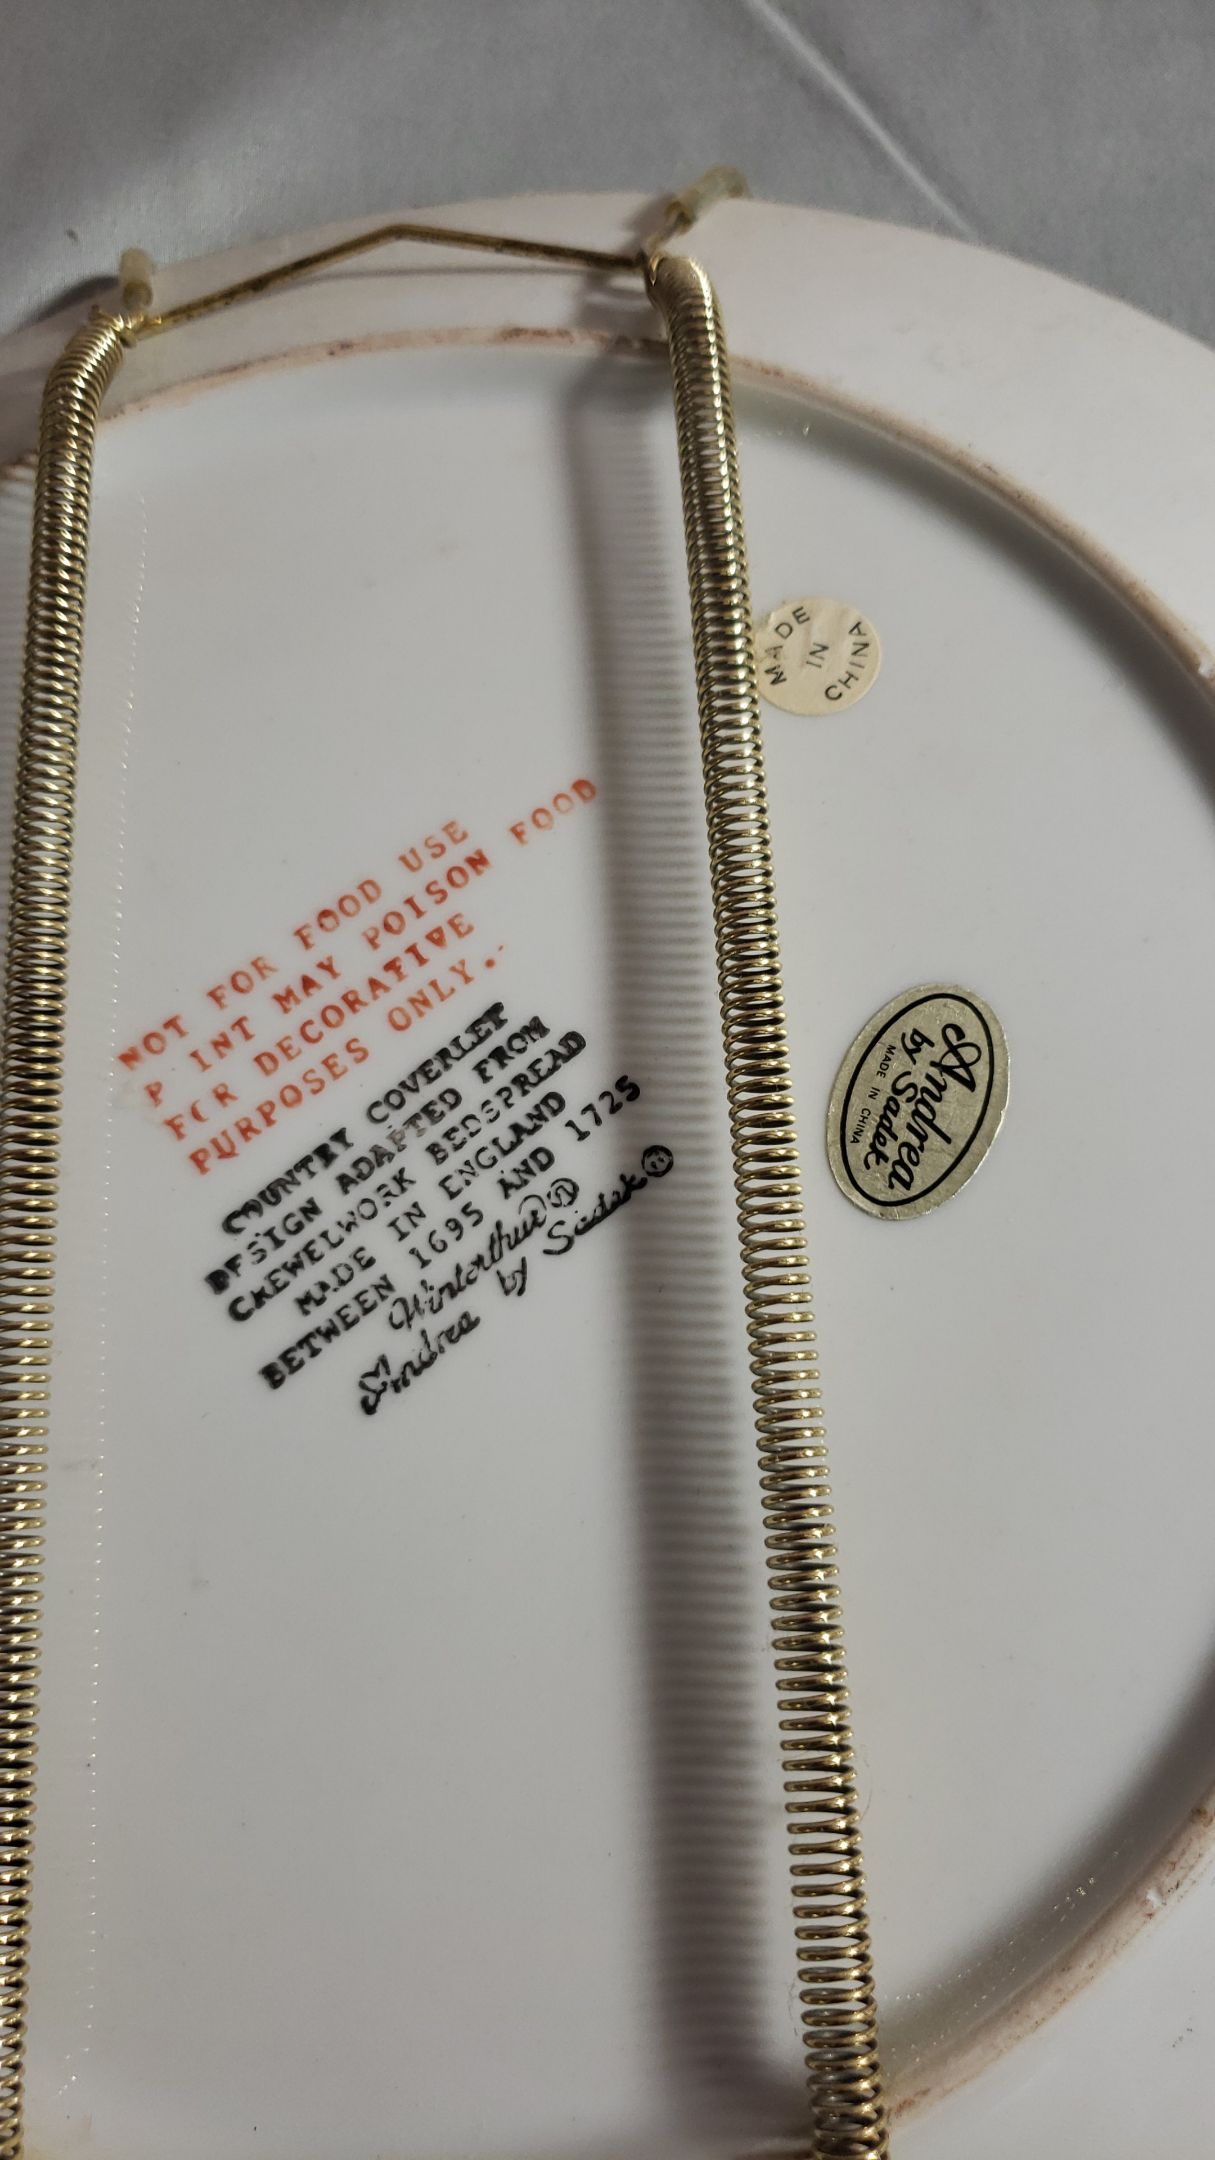 MADE
IN
CHINA
NOT FOR FOOD USE
P INT MAY POISON FOOD
F R DECORATIVE
PURPOSES ONLY.
COUNTRY COVERLET
DESIGN ADAPTED FROM
CREWELWORK BEDSPREAD
MADE IN ENGLAND
BETWEEN 1695 AND 1725
Winterthur ®
Andrea by Sadek
Andrea
by Sadek
MADE IN CHINA